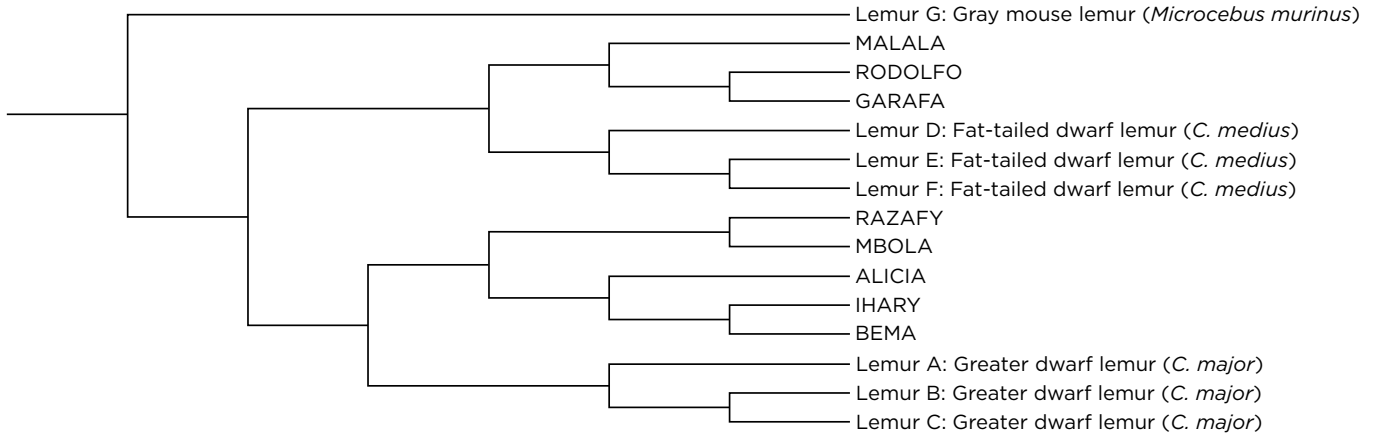 Lemur G: Gray mouse lemur (Microcebus murinus)
MALALA
RODOLFO
GARAFA
Lemur D: Fat-tailed dwarf lemur (C. medius)
Lemur E: Fat-tailed dwarf lemur (C. medius)
Lemur F: Fat-tailed dwarf lemur (C. medius)
RAZAFY
MBOLA
ALICIA
IHARY
BEMA
Lemur A: Greater dwarf lemur (C. major)
Lemur B: Greater dwarf lemur (C. major)
Lemur C: Greater dwarf lemur (C. major)